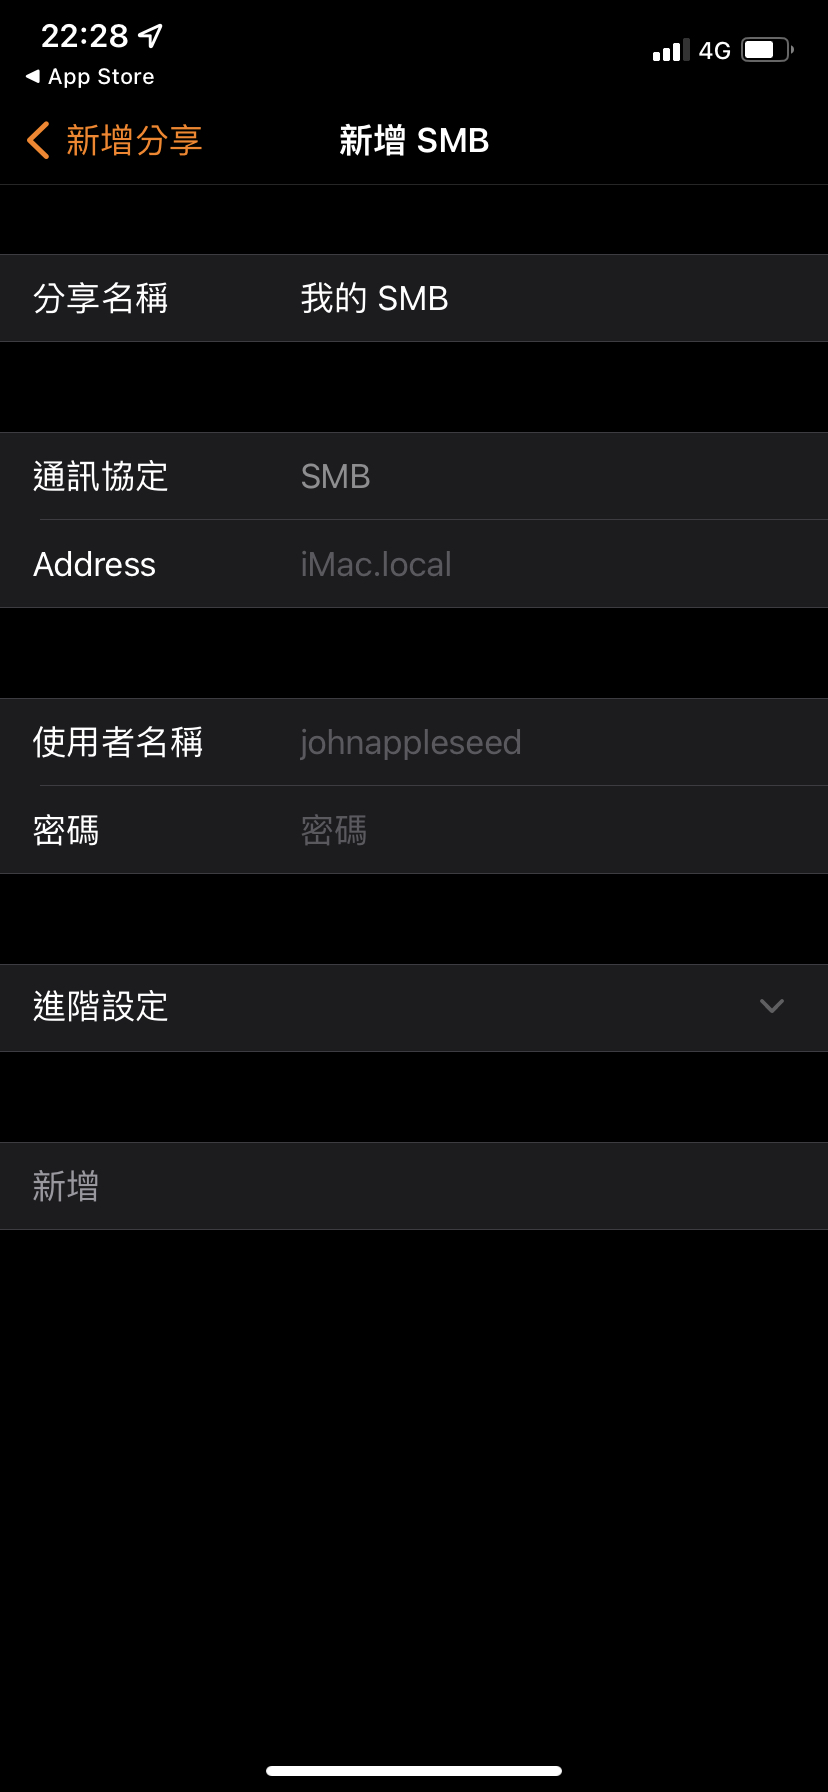 22:28
4G
App Store
新增分享
新增 SMB
分享名稱 我的 SMB
通訊協定 SMB
Address iMac.local
使用者名稱 johnappleseed
密碼 密碼
進階設定
新增